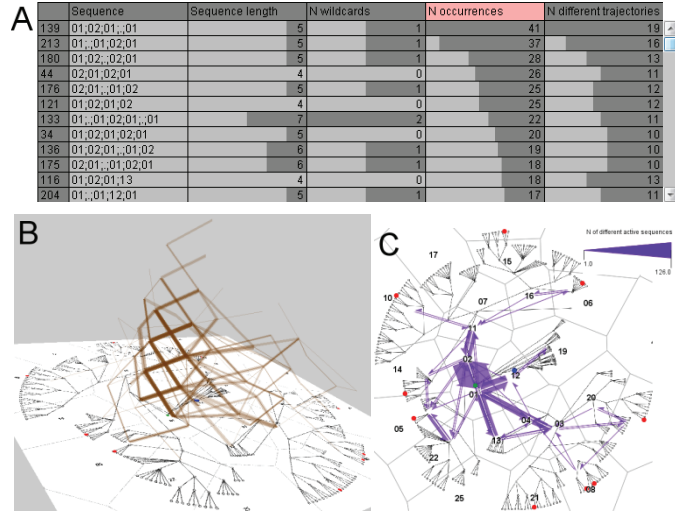 A
Sequence Sequence length N wildcards N occurrences N different trajectories
139 01;02;01;.;01 5 1 41 19
213 01;.;01;02;01 5 1 37 16
180 01;02;.;02;01 5 1 28 13
44 02;01;02;01 4 0 26 11
176 02;01;.;01;02 5 1 25 12
121 01;02;01;02 4 0 25 12
133 01;.;01;02;01;.;01 7 2 22 11
34 01;02;01;02;01 5 0 20 10
136 01;02;01;.;01;02 6 1 19 10
175 02;01;.;01;02;01 6 1 18 10
116 01;02;01;13 4 0 18 13
204 01;.;01;12;01 5 1 17 11
B
C
N of different active sequences
1.0
126.0
17
15
10
16
06
07
11
14
02
19
12
01
20
05
04
03
13
22
08
25
21